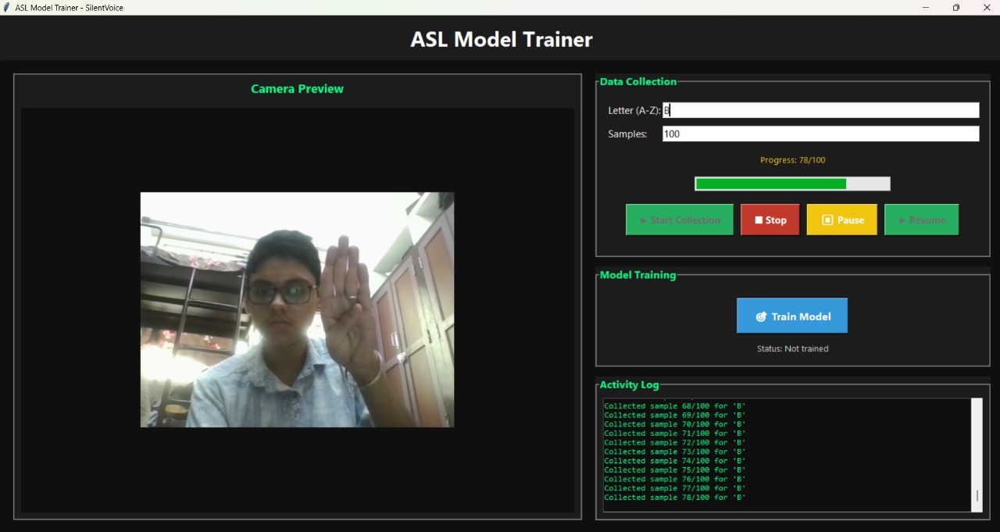 ASL Model Trainer - SilentVoice
ASL Model Trainer
Camera Preview
Data Collection
Letter (A-Z): B
Samples: 100
Progress: 78/100
Start Collection
Stop
Pause
Resume
Model Training
Train Model
Status: Not trained
Activity Log
Collected sample 68/100 for 'B'
Collected sample 69/100 for 'B'
Collected sample 70/100 for 'B'
Collected sample 71/100 for 'B'
Collected sample 72/100 for 'B'
Collected sample 73/100 for 'B'
Collected sample 74/100 for 'B'
Collected sample 75/100 for 'B'
Collected sample 76/100 for 'B'
Collected sample 77/100 for 'B'
Collected sample 78/100 for 'B'